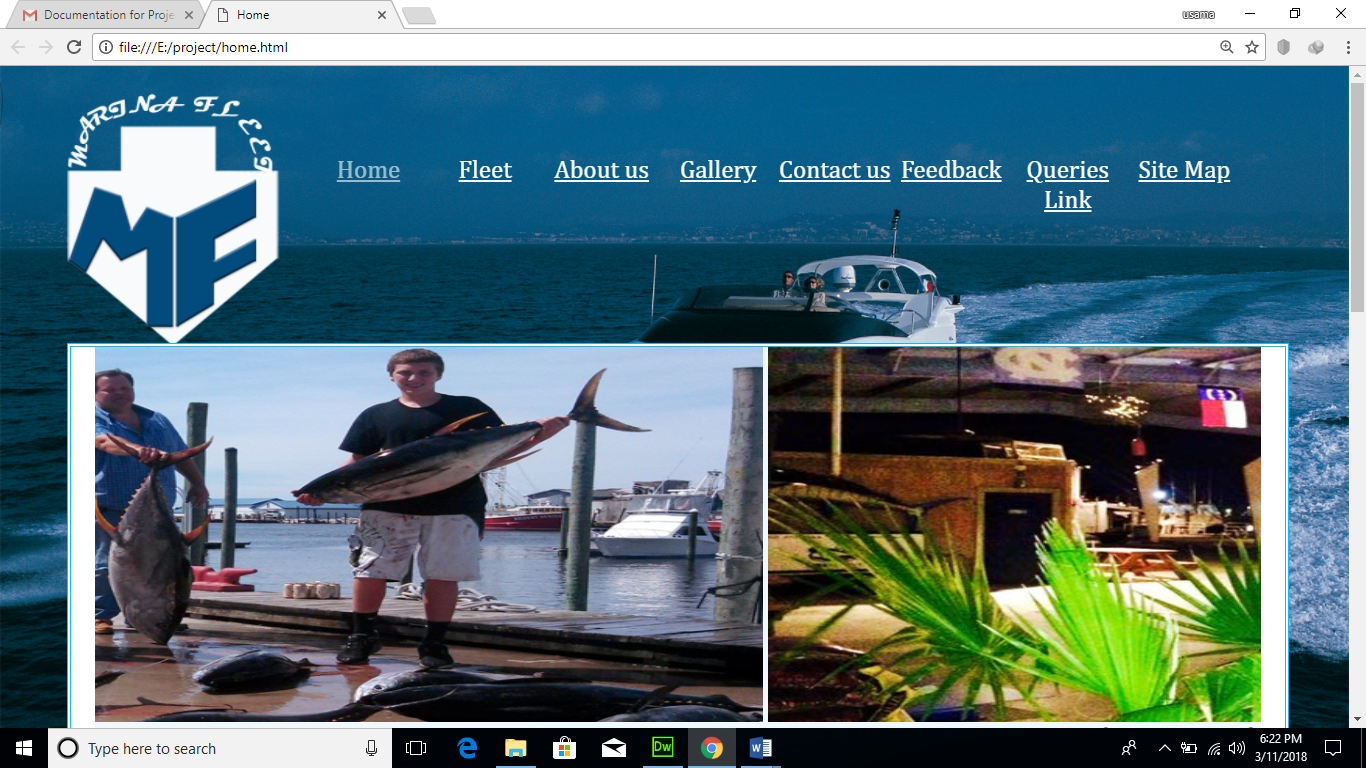 Documentation for Proje
Home
usama
file:///E:/project/home.html
MARINA FLEET
MF
Home Fleet About us Gallery Contact us Feedback Queries Site Map
Link
Type here to search
Dw
W
6:22 PM
3/11/2018